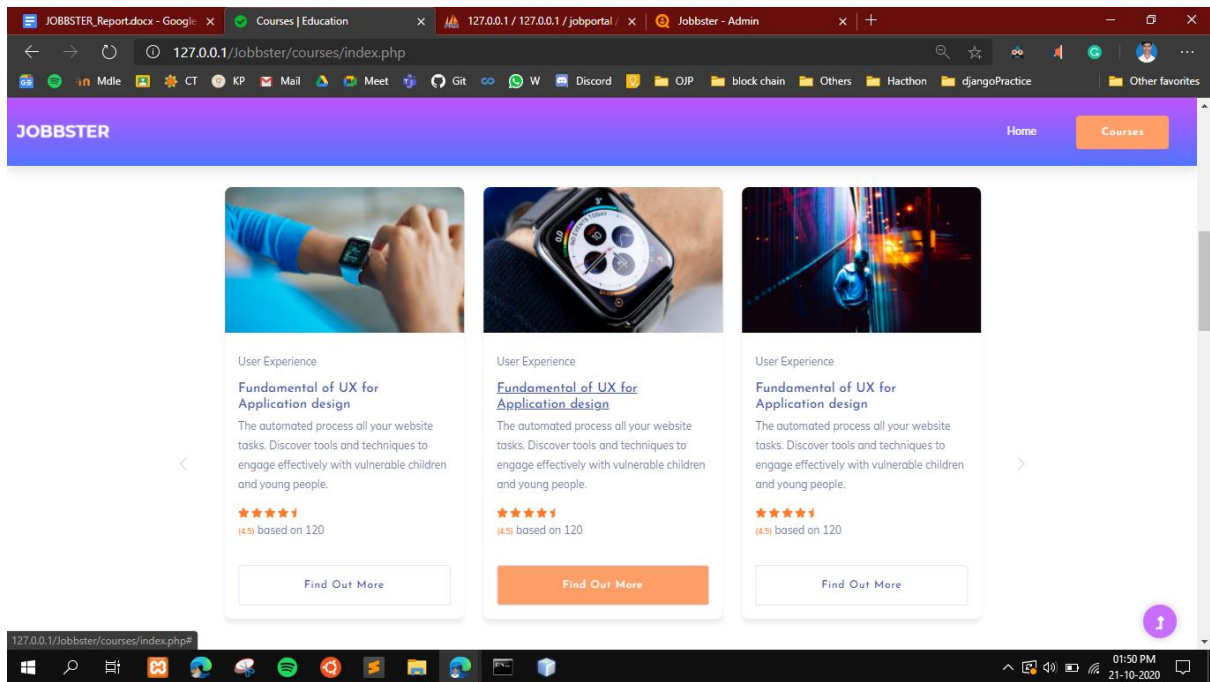 JOBBSTER_Report.docx - Google
Courses | Education
127.0.0.1 / 127.0.0.1 / jobportal /
Jobbster - Admin
127.0.0.1/Jobbster/courses/index.php
Mdle CT KP Mail Meet Git W Discord OJP block chain Others Hacthon djangoPractice Other favorites
JOBBSTER
Home
Courses
User Experience
Fundamental of UX for
Application design
The automated process all your website
tasks. Discover tools and techniques to
engage effectively with vulnerable children
and young people.
(4.5) based on 120
Find Out More
User Experience
Fundamental of UX for
Application design
The automated process all your website
tasks. Discover tools and techniques to
engage effectively with vulnerable children
and young people.
(4.5) based on 120
Find Out More
User Experience
Fundamental of UX for
Application design
The automated process all your website
tasks. Discover tools and techniques to
engage effectively with vulnerable children
and young people.
(4.5) based on 120
Find Out More
127.0.0.1/Jobbster/courses/index.php#
01:50 PM
21-10-2020